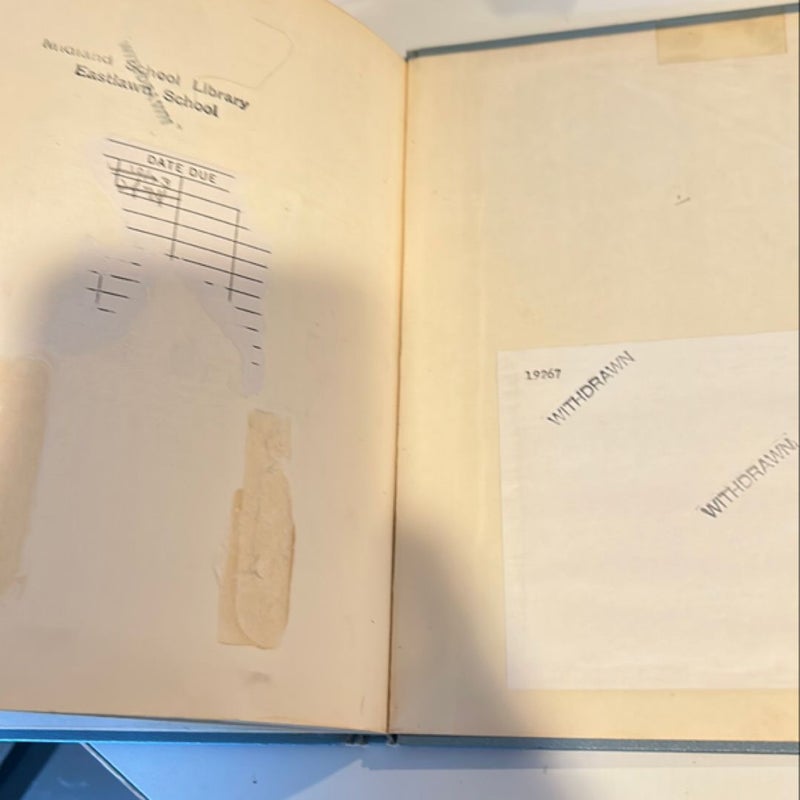 Midland School Library
Eastlawn School
DATE DUE
19267
WITHDRAWN
WITHDRAWN